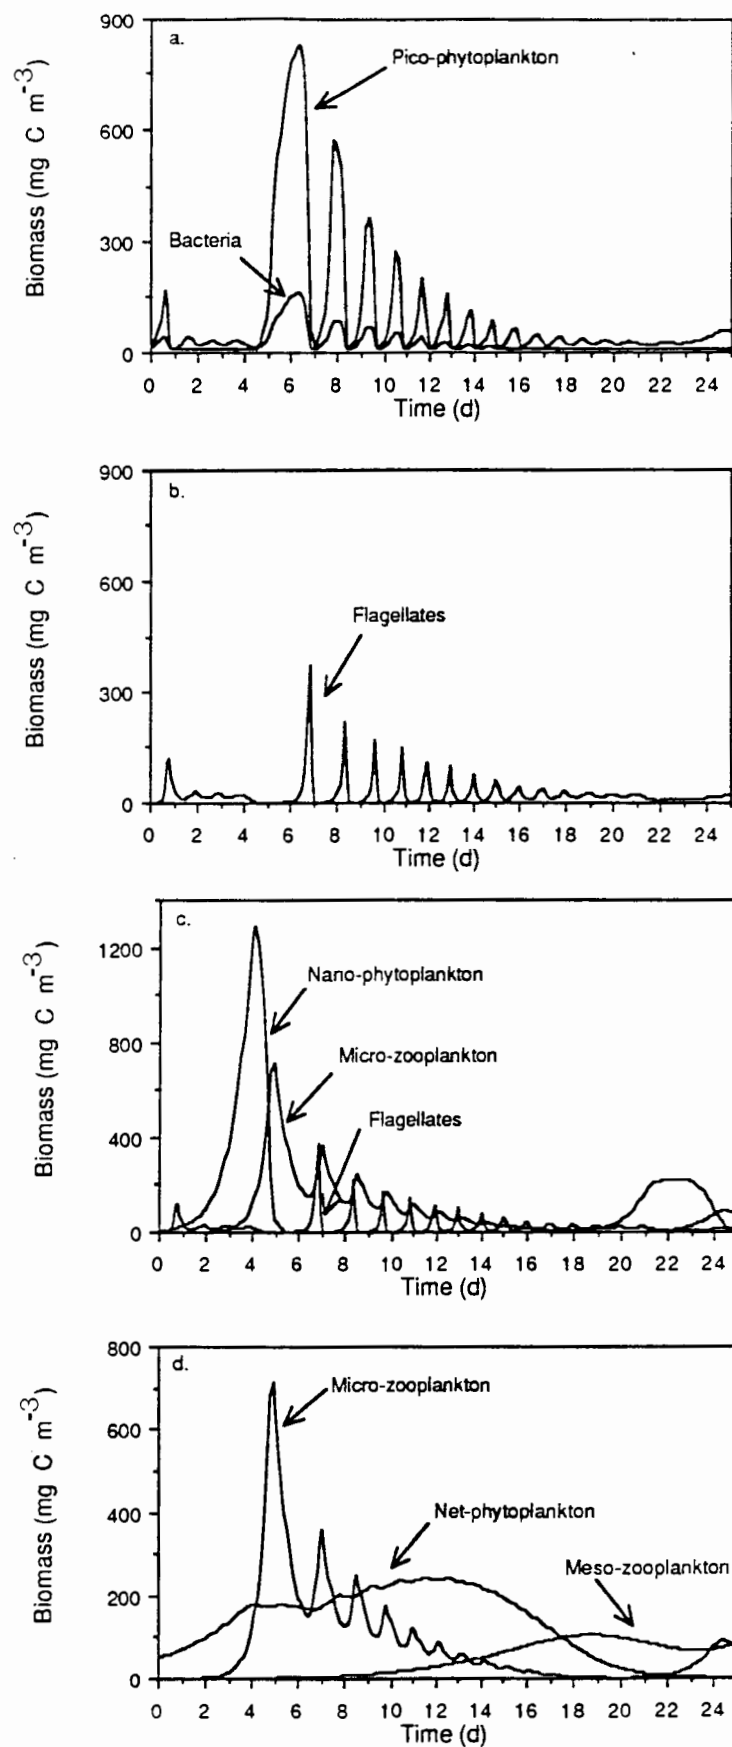 a.
900
600
300
0
Biomass (mg C m-3)
Pico-phytoplankton
Bacteria
0 2 4 6 8 10 12 14 16 18 20 22 24
Time (d)
b.
900
600
300
0
Biomass (mg C m-3)
Flagellates
0 2 4 6 8 10 12 14 16 18 20 22 24
Time (d)
c.
1200
800
400
0
Biomass (mg C m-3)
Nano-phytoplankton
Micro-zooplankton
Flagellates
0 2 4 6 8 10 12 14 16 18 20 22 24
Time (d)
d.
800
600
400
200
0
Biomass (mg C m-3)
Micro-zooplankton
Net-phytoplankton
Meso-zooplankton
0 2 4 6 8 10 12 14 16 18 20 22 24
Time (d)